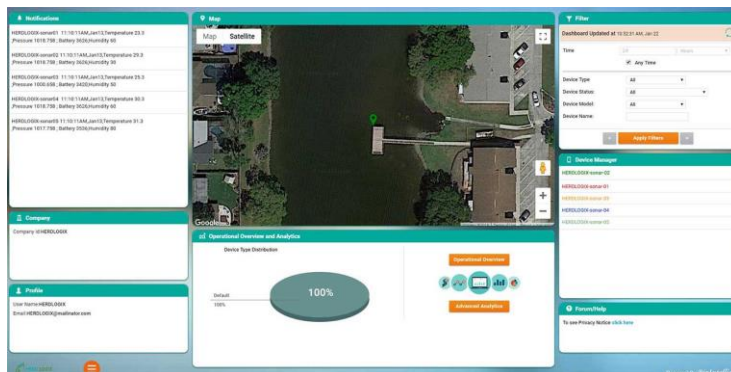 Notifications
HEROLOGIX-sonar01 11:10:11AM,Jan13,Temperature 23.3
;Pressure 1018.758 ; Battery 3626;Humidity 60
HEROLOGIX-sonar02 11:10:11AM,Jan13,Temperature 29.3
;Pressure 1018.758 ; Battery 3626;Humidity 30
HEROLOGIX-sonar03 11:10:11AM,Jan13,Temperature 25.3
;Pressure 1000.658 ; Battery 3420;Humidity 50
HEROLOGIX-sonar04 11:10:11AM,Jan13,Temperature 30.3
;Pressure 1018.758 ; Battery 3626;Humidity 60
HEROLOGIX-sonar05 11:10:11AM,Jan13,Temperature 31.3
;Pressure 1017.758 ; Battery 3526;Humidity 80
Company
Company Id:HEROLOGIX
Profile
User Name:HEROLOGIX
Email:HEROLOGIX@mailinator.com
Map
Map Satellite
Google
Operational Overview and Analytics
Device Type Distribution
Default
100%
100%
Operational Overview
Advanced Analytics
Filter
Dashboard Updated at 10:52:51 AM, Jan 22
Time 24 Hours
Any Time
Device Type All
Device Status: All
Device Model: All
Device Name:
Apply Filters
Device Manager
HEROLOGIX-sonar-02
HEROLOGIX-sonar-01
HEROLOGIX-sonar-03
HEROLOGIX-sonar-04
HEROLOGIX-sonar-05
Forum/Help
To see Privacy Notice click here